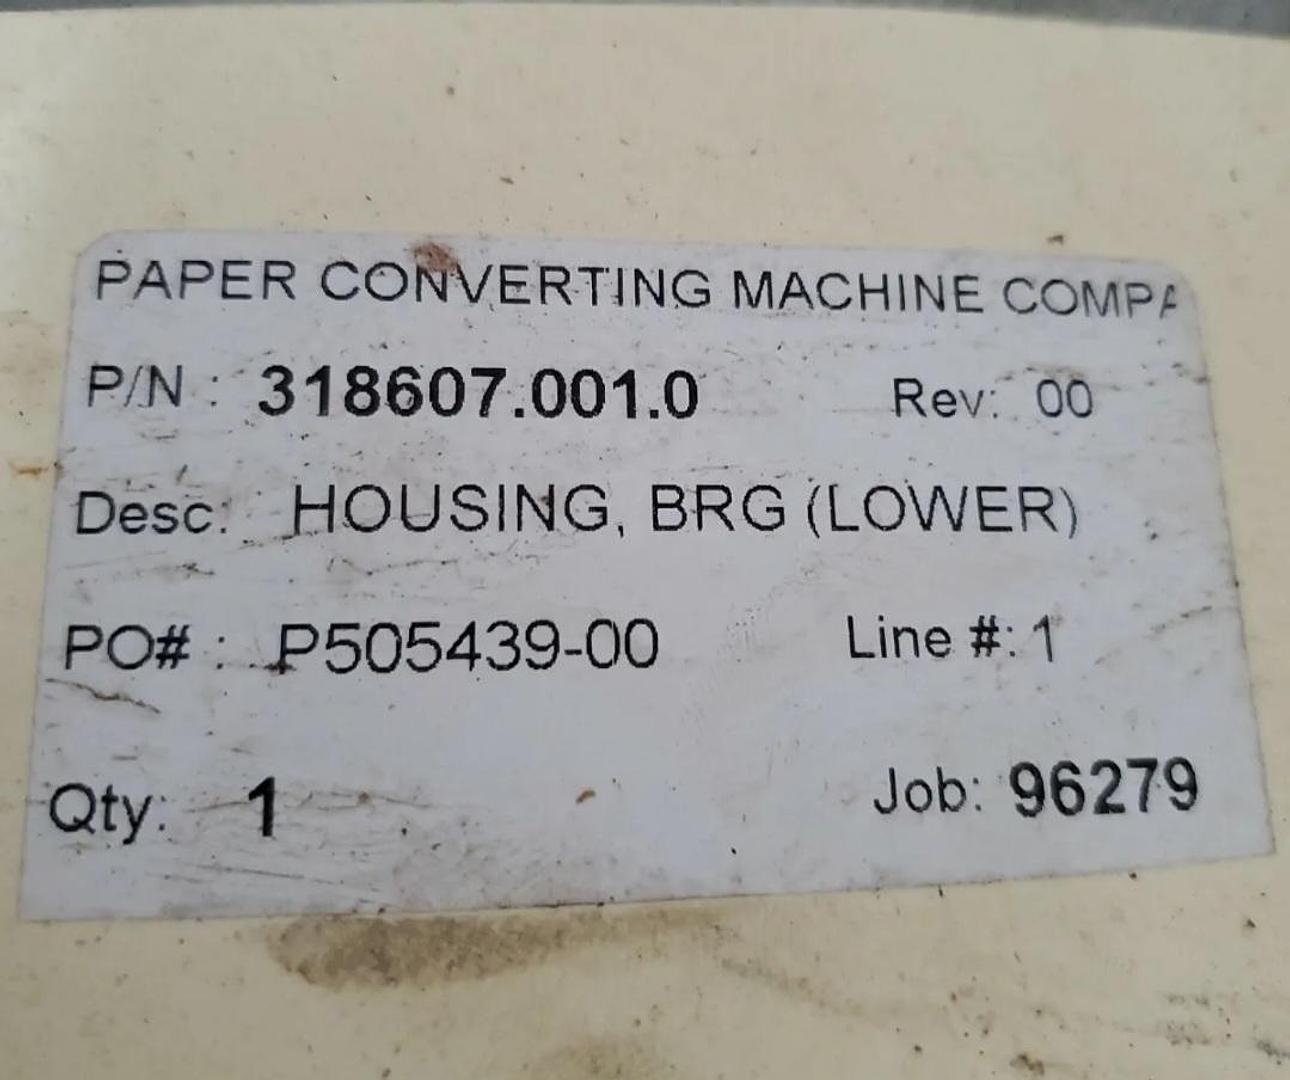 PAPER CONVERTING MACHINE COMPA
P/N : 318607.001.0 Rev: 00
Desc: HOUSING, BRG (LOWER)
PO# : P505439-00 Line #: 1
Qty: 1 Job: 96279